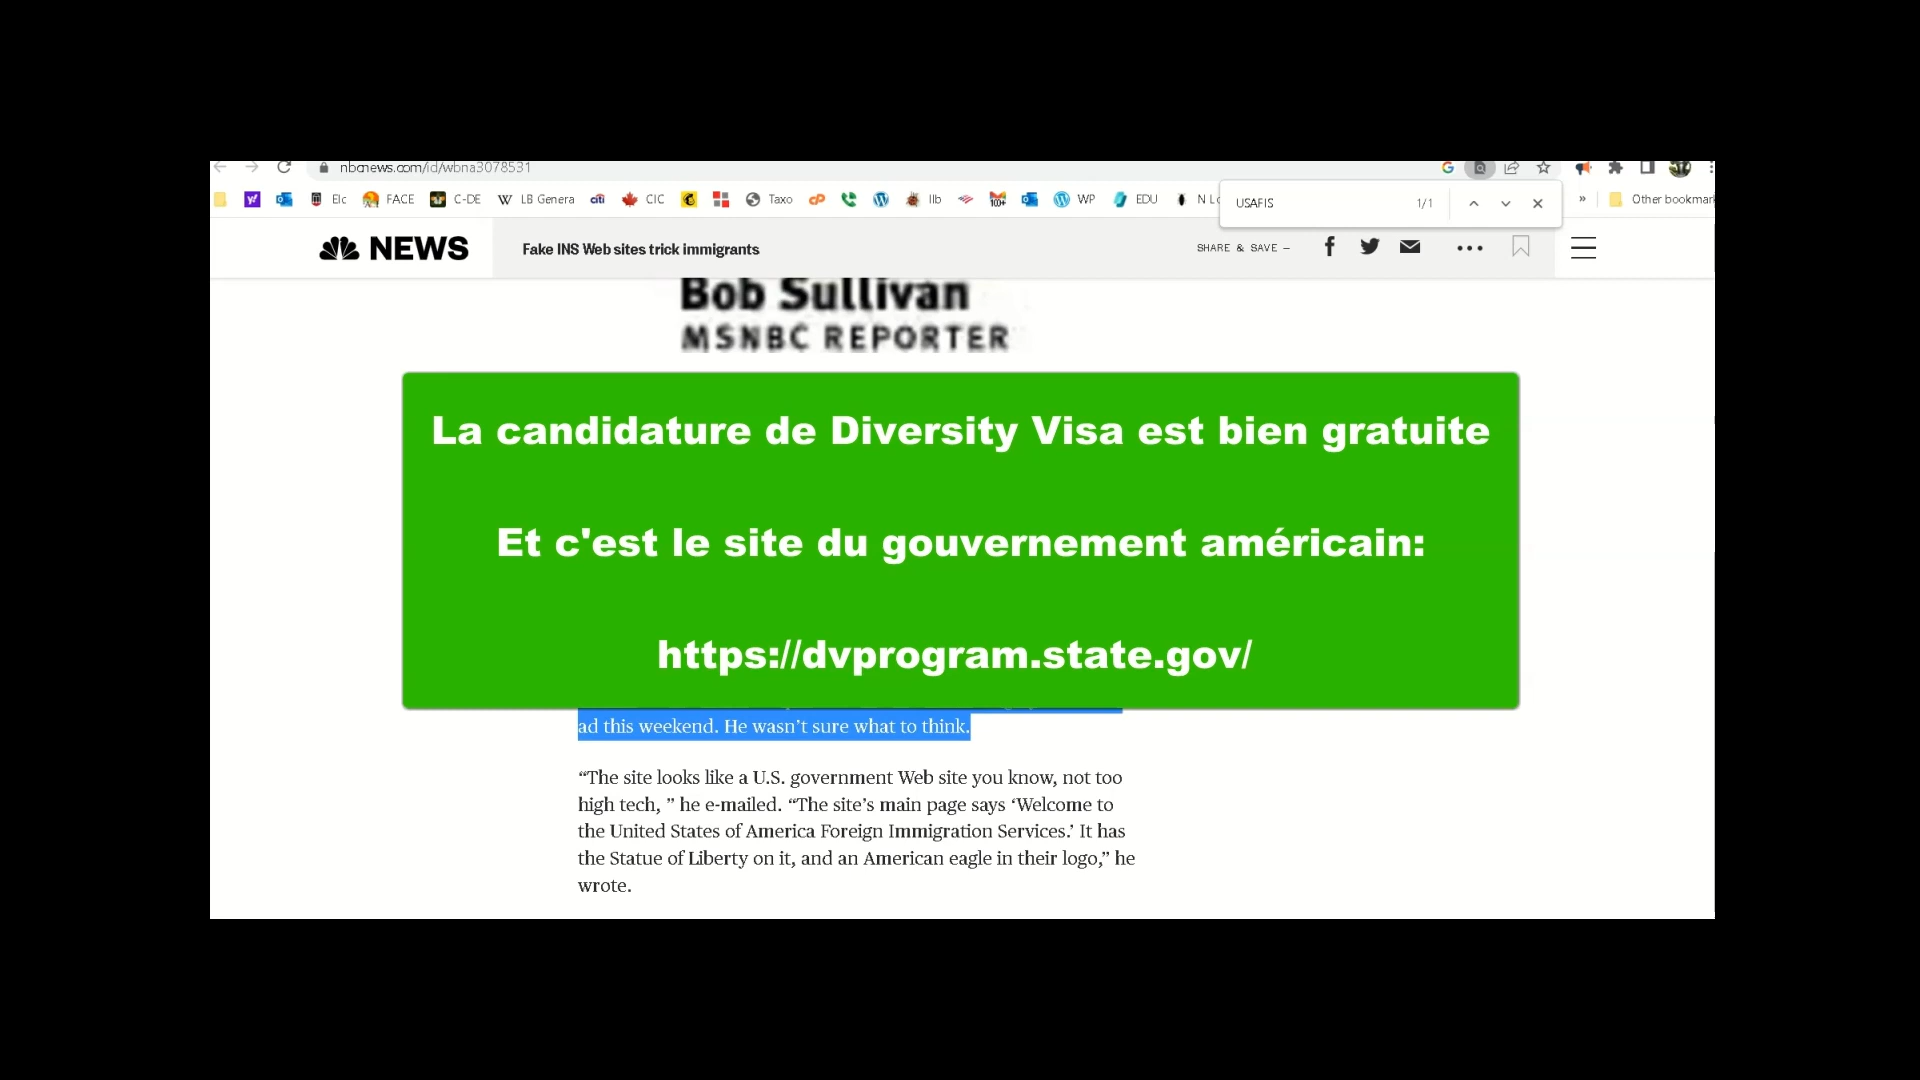 nbcnews.com/id/wbna3078531
Elc FACE C-DE LB Genera citi CIC Taxo llb WP EDU N Lo Other bookmark
USAFIS 1/1
NEWS Fake INS Web sites trick immigrants SHARE & SAVE —
Bob Sullivan
MSNBC REPORTER
La candidature de Diversity Visa est bien gratuite
Et c'est le site du gouvernement américain:
https://dvprogram.state.gov/
ad this weekend. He wasn’t sure what to think.
“The site looks like a U.S. government Web site you know, not too
high tech, ” he e-mailed. “The site’s main page says ‘Welcome to
the United States of America Foreign Immigration Services.’ It has
the Statue of Liberty on it, and an American eagle in their logo,” he
wrote.